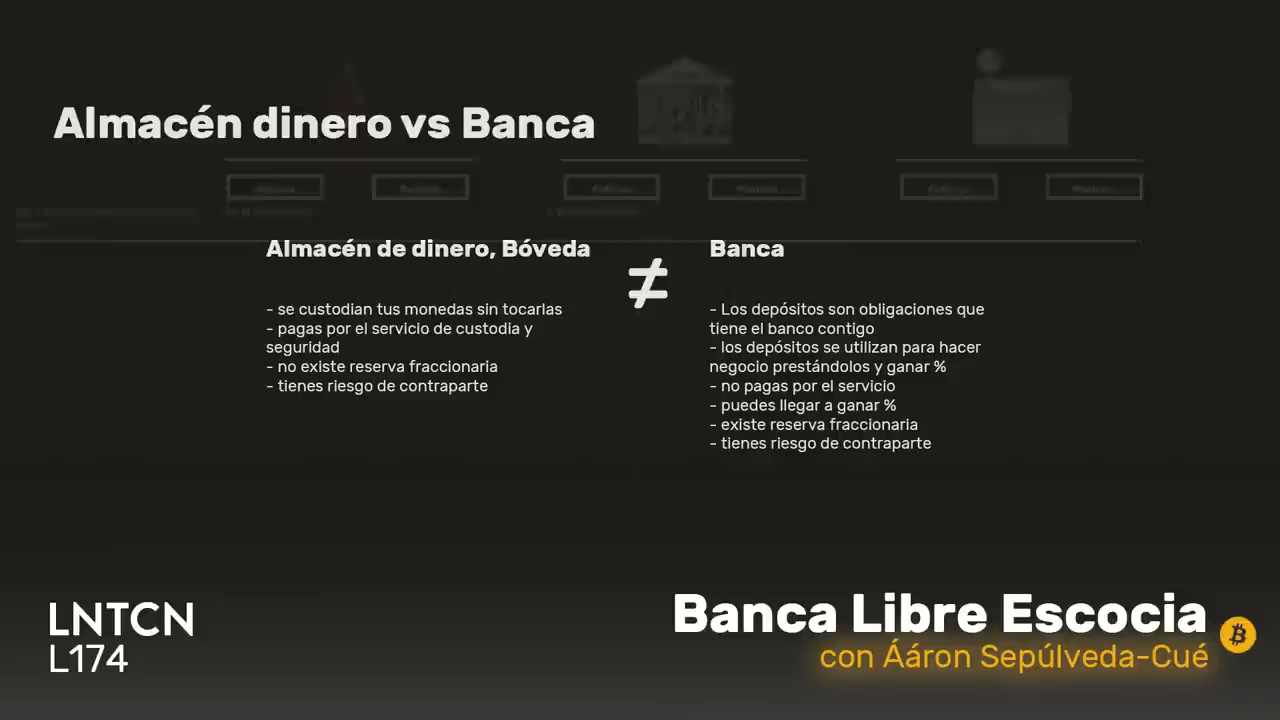 Almacén dinero vs Banca
Almacén de dinero, Bóveda
- se custodian tus monedas sin tocarlas
- pagas por el servicio de custodia y
seguridad
- no existe reserva fraccionaria
- tienes riesgo de contraparte
≠
Banca
- Los depósitos son obligaciones que
tiene el banco contigo
- los depósitos se utilizan para hacer
negocio prestándolos y ganar %
- no pagas por el servicio
- puedes llegar a ganar %
- existe reserva fraccionaria
- tienes riesgo de contraparte
LNTCN
L174
Banca Libre Escocia
con Ááron Sepúlveda-Cué